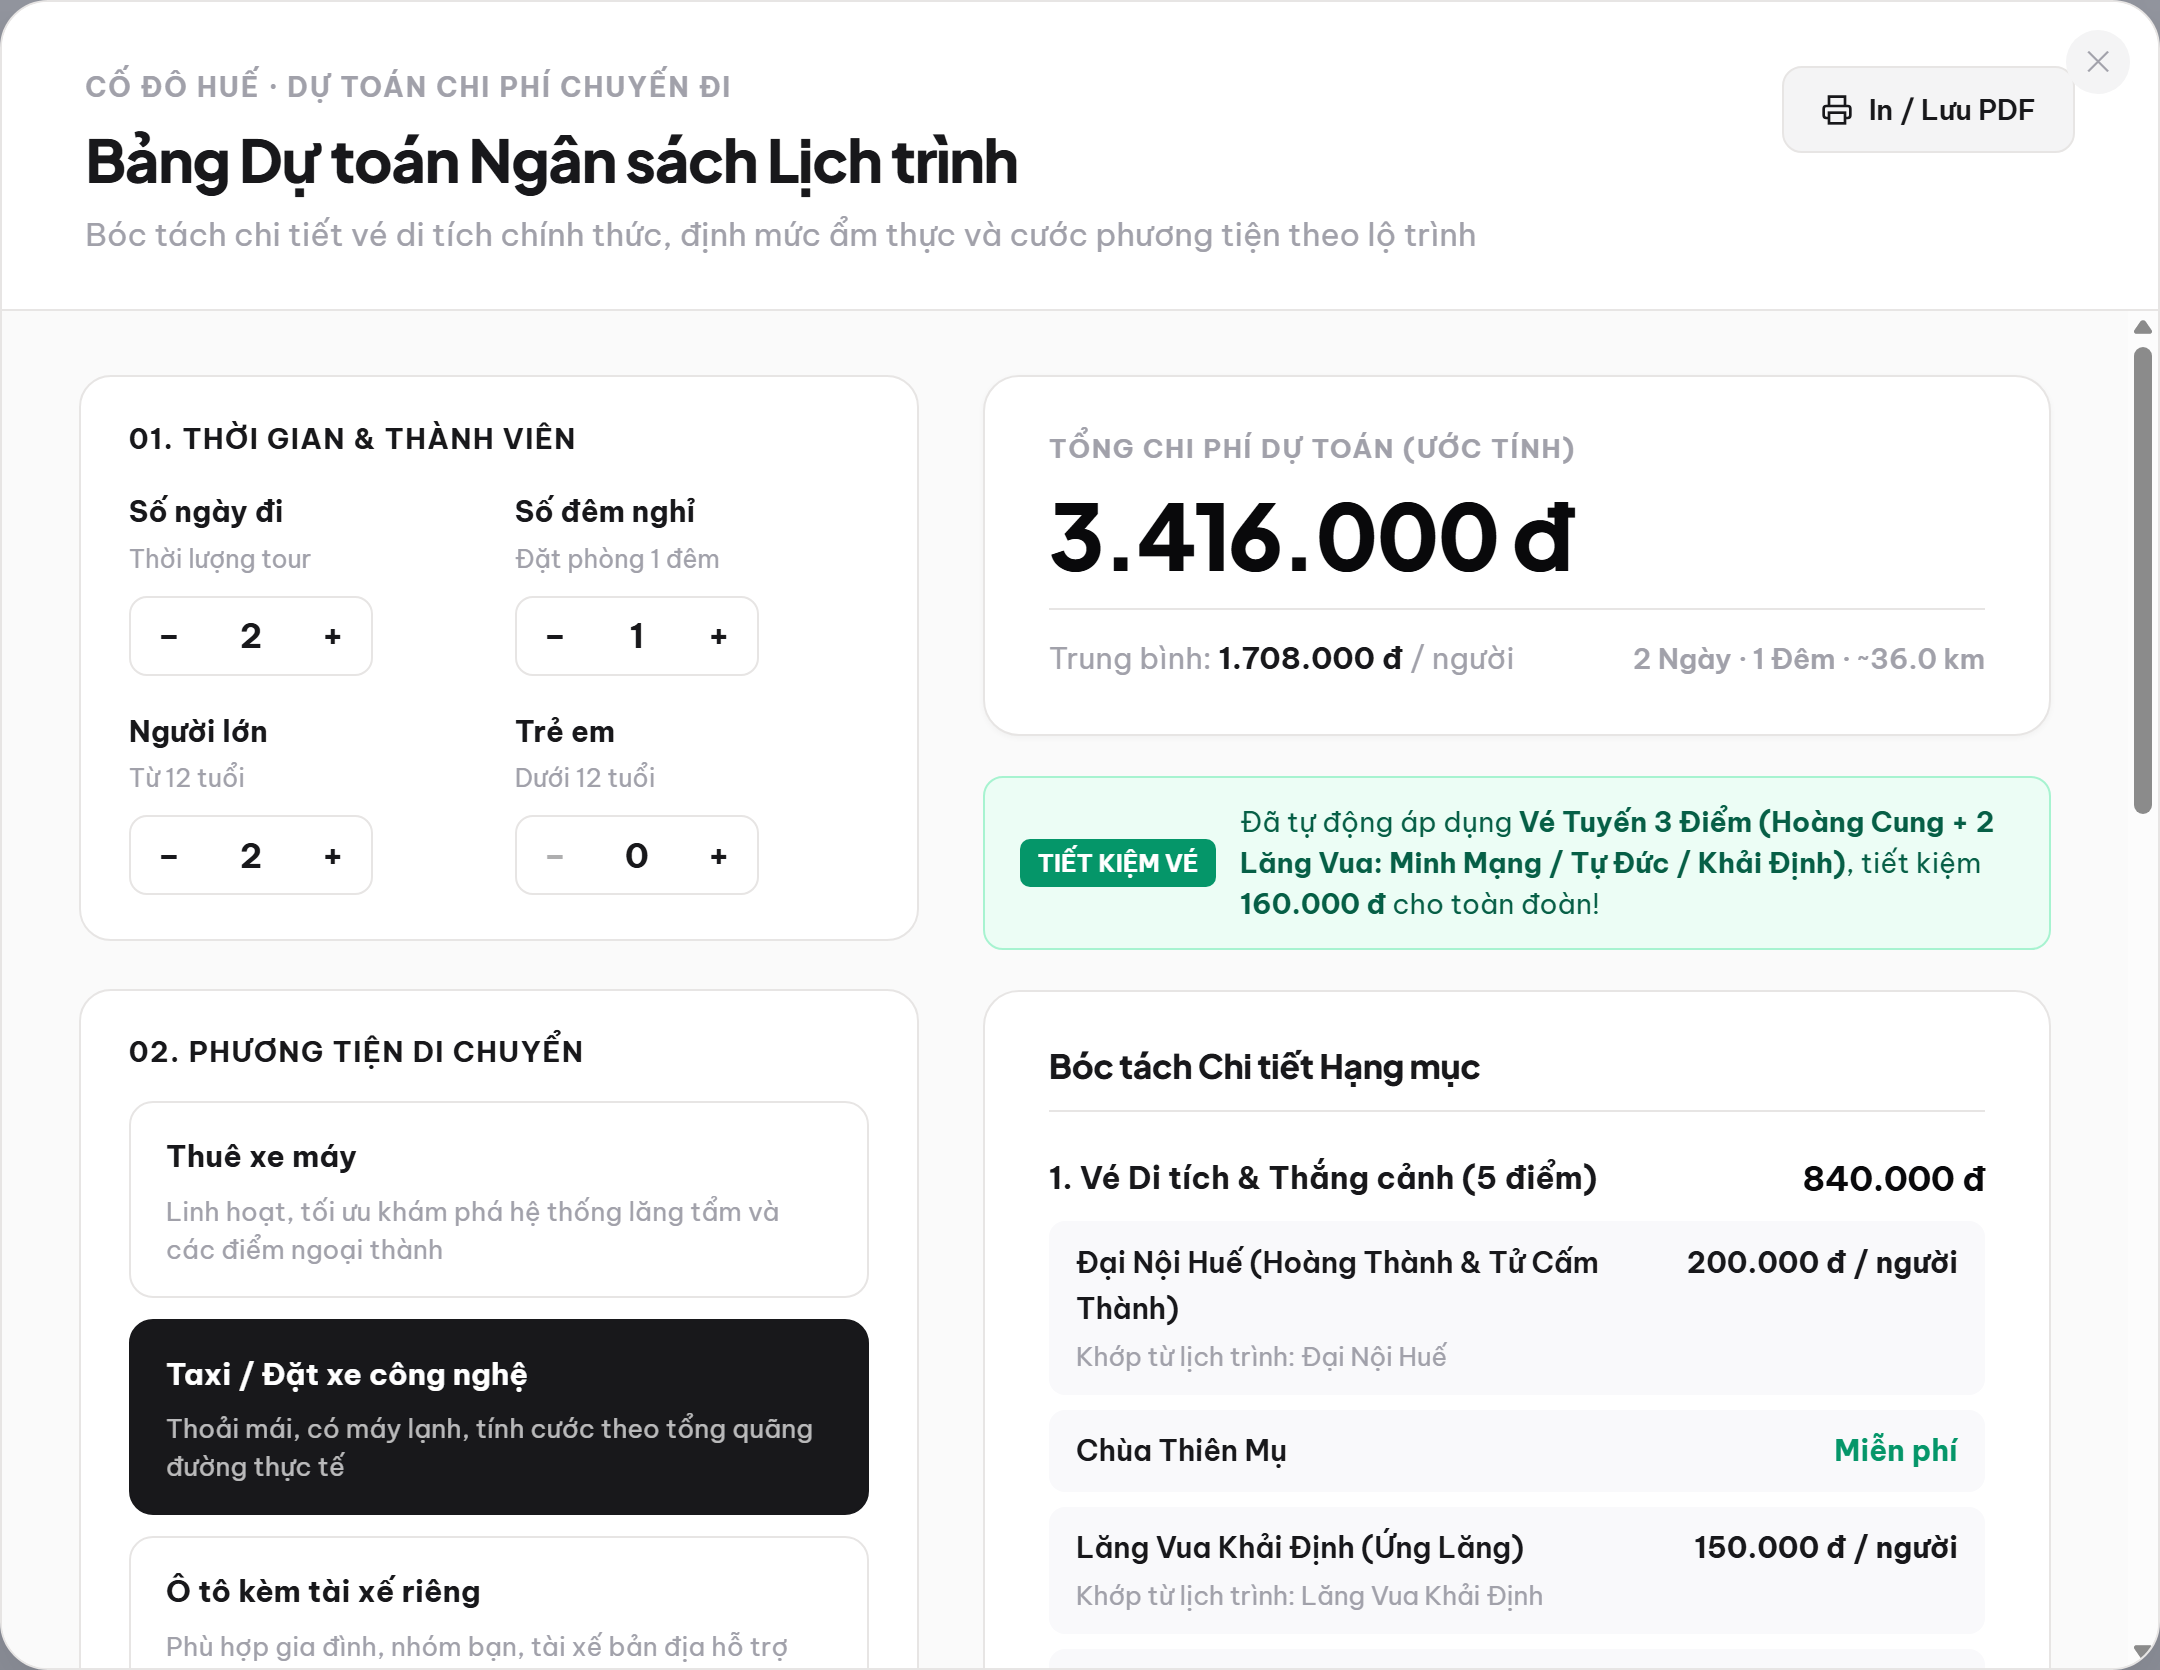 CỐ ĐÔ HUẾ · DỰ TOÁN CHI PHÍ CHUYẾN ĐI
Bảng Dự toán Ngân sách Lịch trình
Bóc tách chi tiết vé di tích chính thức, định mức ẩm thực và cước phương tiện theo lộ trình
In / Lưu PDF
01. THỜI GIAN & THÀNH VIÊN
Số ngày đi
Thời lượng tour
– 2 +
Số đêm nghỉ
Đặt phòng 1 đêm
– 1 +
Người lớn
Từ 12 tuổi
– 2 +
Trẻ em
Dưới 12 tuổi
– 0 +
02. PHƯƠNG TIỆN DI CHUYỂN
Thuê xe máy
Linh hoạt, tối ưu khám phá hệ thống lăng tẩm và
các điểm ngoại thành
Taxi / Đặt xe công nghệ
Thoải mái, có máy lạnh, tính cước theo tổng quãng
đường thực tế
Ô tô kèm tài xế riêng
Phù hợp gia đình, nhóm bạn, tài xế bản địa hỗ trợ
TỔNG CHI PHÍ DỰ TOÁN (ƯỚC TÍNH)
3.416.000 đ
Trung bình: 1.708.000 đ / người
2 Ngày · 1 Đêm · ~36.0 km
TIẾT KIỆM VÉ
Đã tự động áp dụng Vé Tuyến 3 Điểm (Hoàng Cung + 2
Lăng Vua: Minh Mạng / Tự Đức / Khải Định), tiết kiệm
160.000 đ cho toàn đoàn!
Bóc tách Chi tiết Hạng mục
1. Vé Di tích & Thắng cảnh (5 điểm) 840.000 đ
Đại Nội Huế (Hoàng Thành & Tử Cấm 200.000 đ / người
Thành)
Khớp từ lịch trình: Đại Nội Huế
Chùa Thiên Mụ Miễn phí
Lăng Vua Khải Định (Ứng Lăng) 150.000 đ / người
Khớp từ lịch trình: Lăng Vua Khải Định